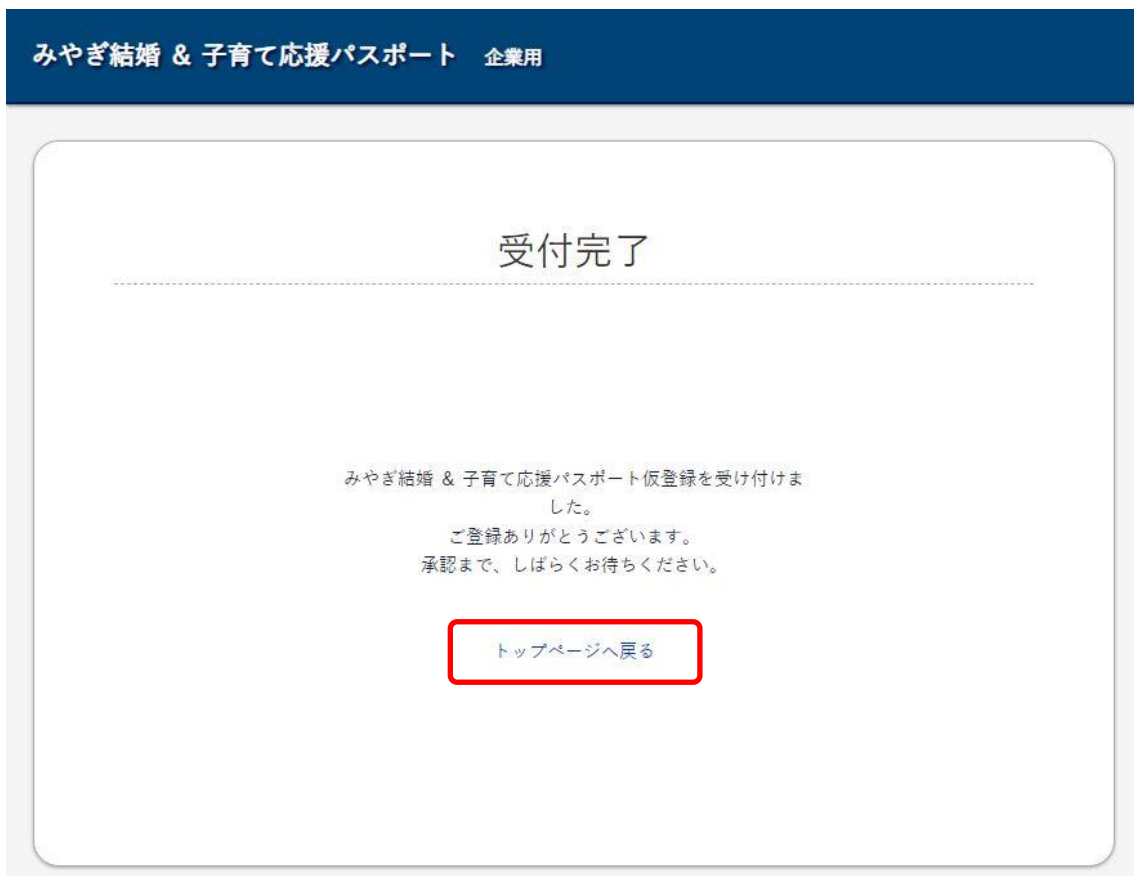 みやぎ結婚 & 子育て応援パスポート 企業用
受付完了
みやぎ結婚 & 子育て応援パスポート仮登録を受け付けま
した。
ご登録ありがとうございます。
承認まで、しばらくお待ちください。
トップページへ戻る